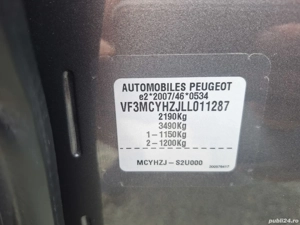 AUTOMOBILES PEUGEOT
e2*2007/46*0534
VF3MCYHZJLL011287
2190Kg
3490Kg
1-1150Kg
2-1200Kg
MCYHZJ-S2U000
publi24.ro